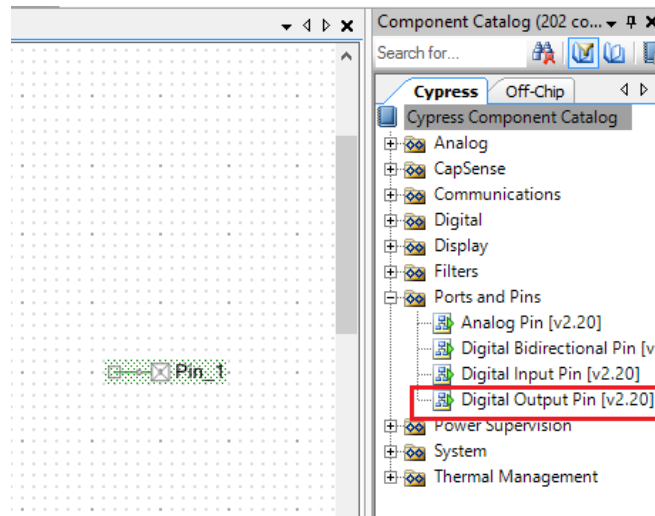 Component Catalog (202 co...
Search for...
Cypress
Off-Chip
Cypress Component Catalog
Analog
CapSense
Communications
Digital
Display
Filters
Ports and Pins
Analog Pin [v2.20]
Digital Bidirectional Pin [v
Digital Input Pin [v2.20]
Digital Output Pin [v2.20]
Power Supervision
System
Thermal Management
Pin_1